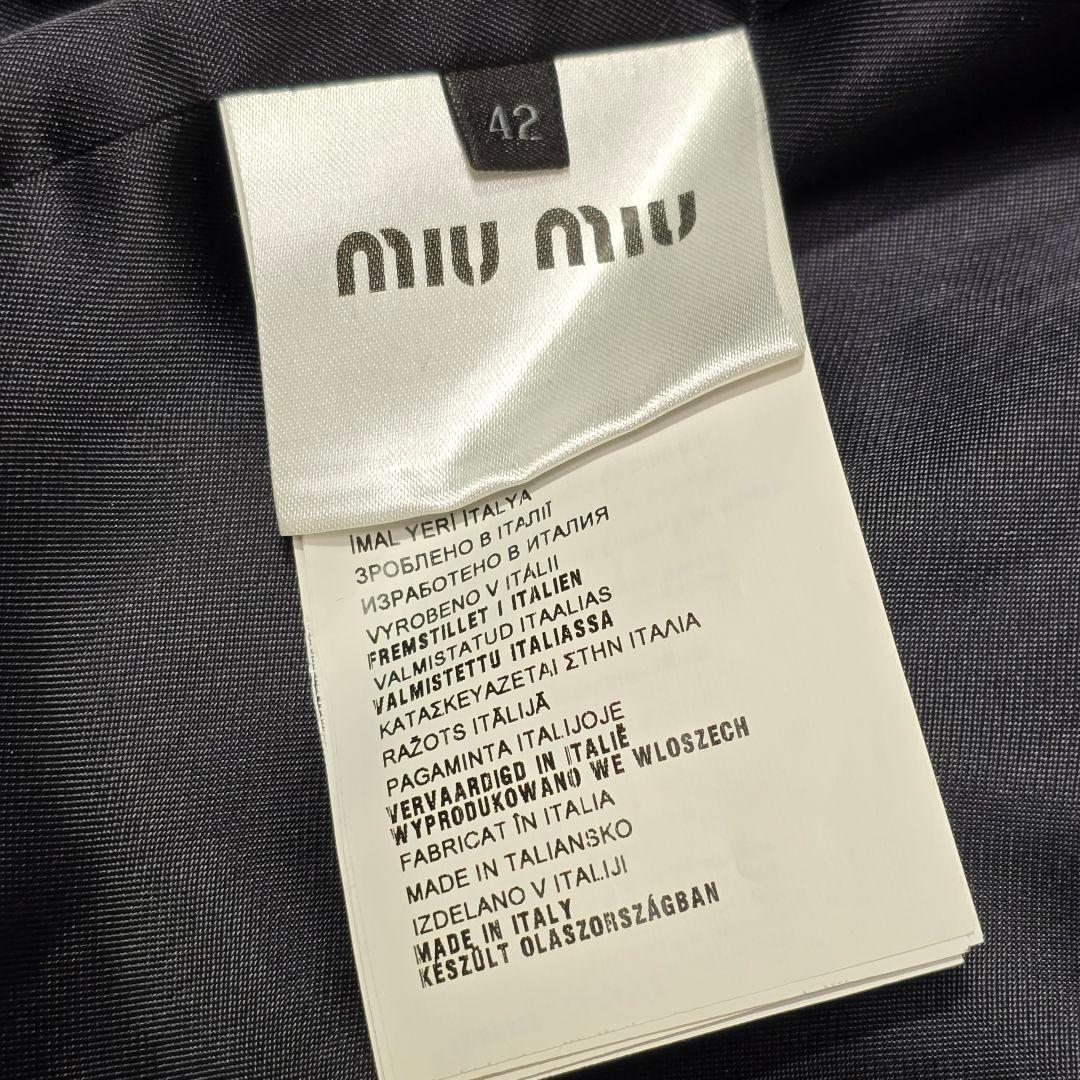 42
miu miu
İMAL YERİ İTALYA
ЗРОБЛЕНО В ІТАЛІЇ
ИЗРАБОТЕНО В ИТАЛИЯ
VYROBENO V ITÁLII
FREMSTILLET I ITALIEN
VALMISTATUD ITAALIAS
VALMISTETTU ITALIASSA
ΚΑΤΑΣΚΕΥΑΖΕΤΑΙ ΣΤΗΝ ΙΤΑΛΙΑ
RAŽOTS ITĀLIJĀ
PAGAMINTA ITALIJOJE
VERVAARDIGD IN ITALIË
WYPRODUKOWANO WE WLOSZECH
FABRICAT ÎN ITALIA
MADE IN TALIANSKO
IZDELANO V ITALIJI
MADE IN ITALY
KÉSZÜLT OLASZORSZÁGBAN